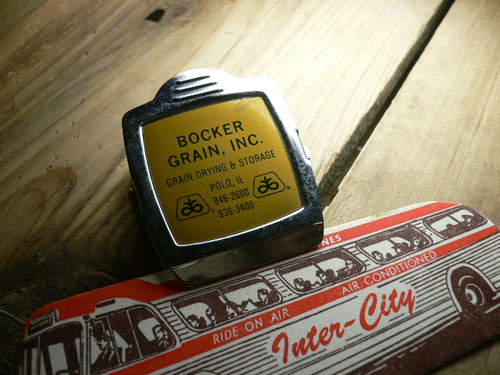 BOCKER
GRAIN, INC.
GRAIN DRYING & STORAGE
POLO, IL
946-2600
938-3400
NES
RIDE ON AIR AIR CONDITIONED
Inter-City